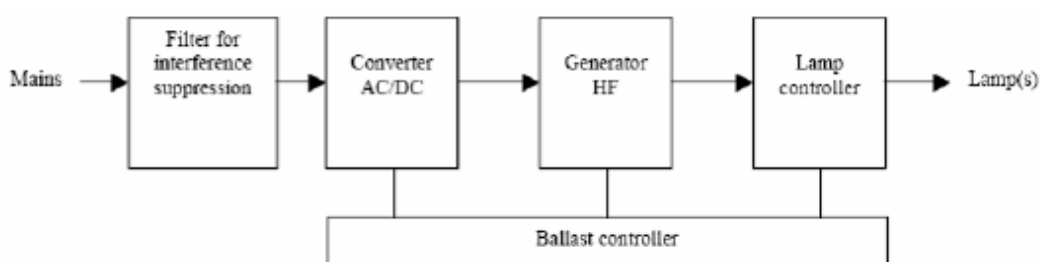 Mains
Filter for
interference
suppression
Converter
AC/DC
Generator
HF
Lamp
controller
Lamp(s)
Ballast controller